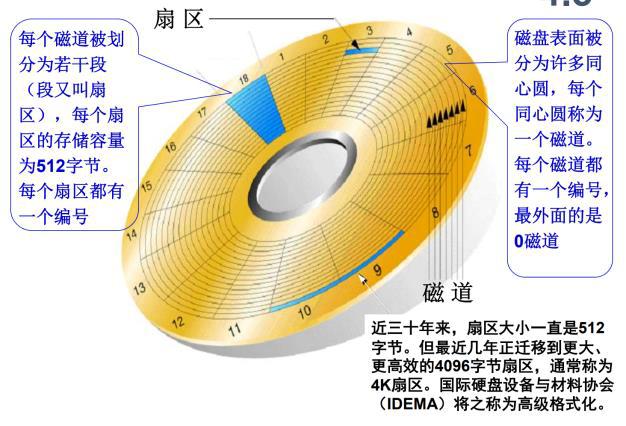 扇区
每个磁道被划
分为若干段
（段又叫扇
区），每个扇
区的存储容量
为512字节。
每个扇区都有
一个编号
磁盘表面被
分为许多同
心圆，每个
同心圆称为
一个磁道。
每个磁道都
有一个编号，
最外面的是
0磁道
1
2
3
4
5
6
7
8
9
10
11
12
13
14
15
16
17
18
磁道
近三十年来，扇区大小一直是512
字节。但最近几年正迁移到更大、
更高效的4096字节扇区，通常称为
4K扇区。国际硬盘设备与材料协会
（IDEMA）将之称为高级格式化。